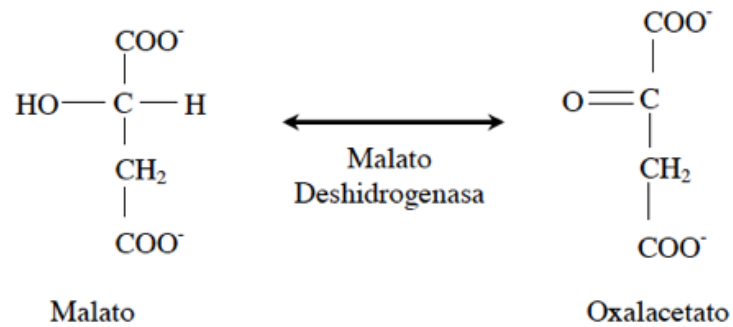 COO⁻
HO C H
CH₂
COO⁻
Malato
Malato
Deshidrogenasa
COO⁻
O C
CH₂
COO⁻
Oxalacetato